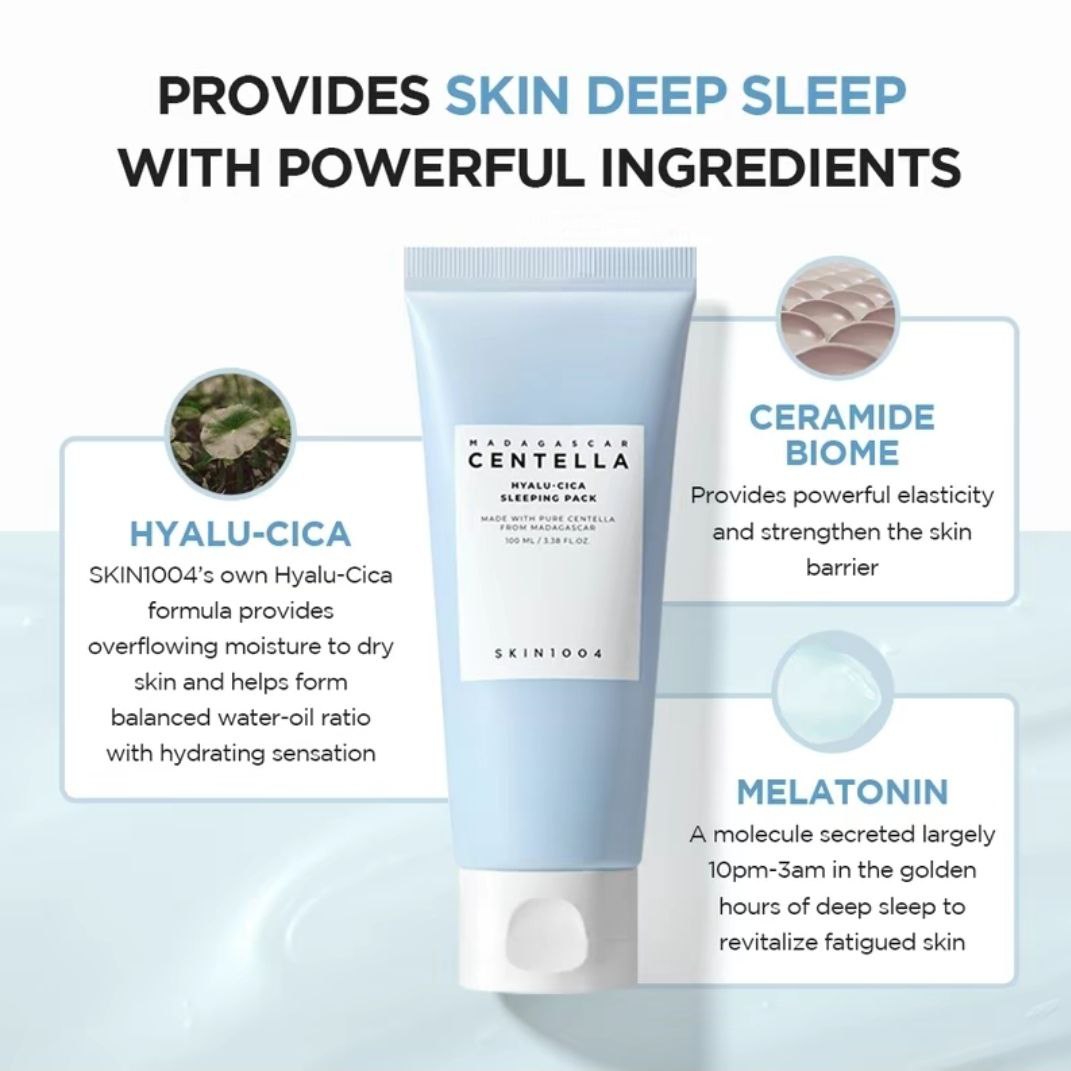 PROVIDES SKIN DEEP SLEEP
WITH POWERFUL INGREDIENTS
MADAGASCAR
CENTELLA
HYALU-CICA
SLEEPING PACK
MADE WITH PURE CENTELLA
FROM MADAGASCAR
100 ML / 3.38 FL.OZ.
SKIN1004
HYALU-CICA
SKIN1004's own Hyalu-Cica
formula provides
overflowing moisture to dry
skin and helps form
balanced water-oil ratio
with hydrating sensation
CERAMIDE
BIOME
Provides powerful elasticity
and strengthen the skin
barrier
MELATONIN
A molecule secreted largely
10pm-3am in the golden
hours of deep sleep to
revitalize fatigued skin